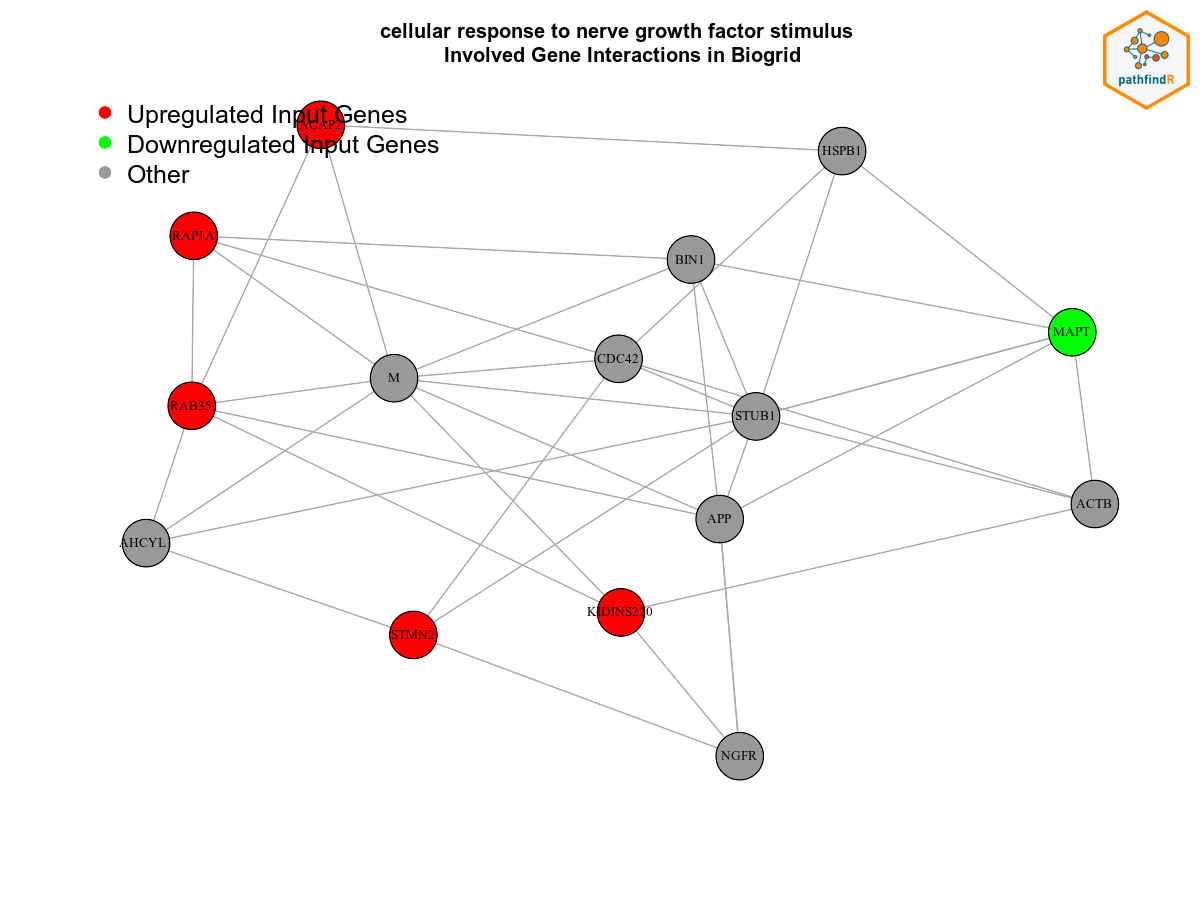 cellular response to nerve growth factor stimulus
Involved Gene Interactions in Biogrid
pathfindR
Upregulated Input Genes
ACAP2
Downregulated Input Genes
HSPB1
Other
RAP1A
BIN1
MAPT
CDC42
M
RAB35
STUB1
ACTB
APP
AHCYL
KIDINS220
STMN2
NGFR